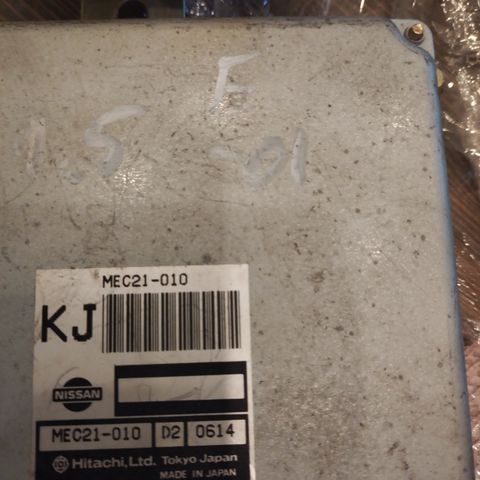 F
1.5 -01
MEC21-010
KJ
NISSAN
MEC21-010 D2 0614
Hitachi, Ltd. Tokyo Japan
MADE IN JAPAN